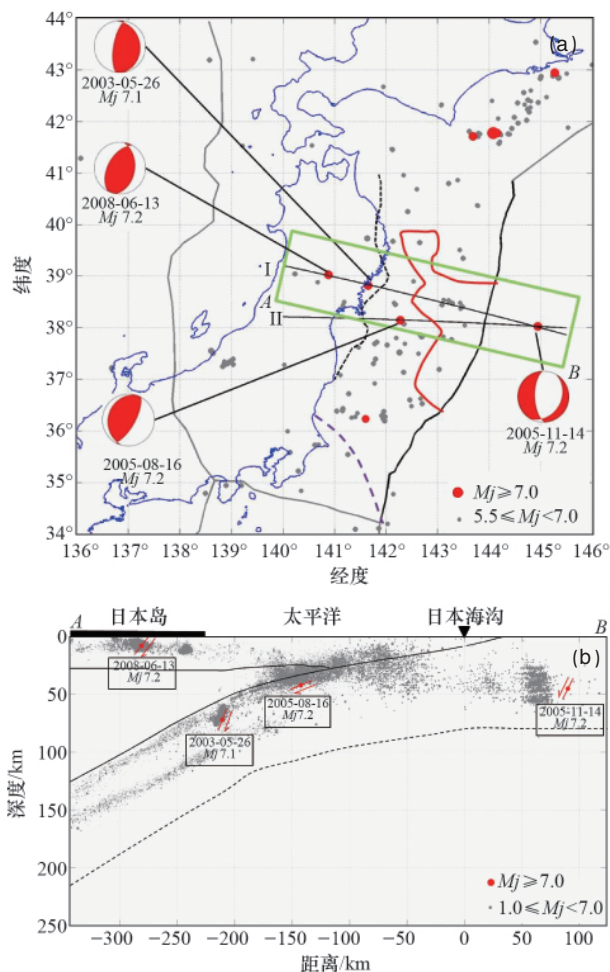 44°
43°
42°
41°
40°
39°
38°
37°
36°
35°
34°
纬度
(a)
2003-05-26
Mj 7.1
2008-06-13
Mj 7.2
I
A
II
B
2005-08-16
Mj 7.2
2005-11-14
Mj 7.2
Mj≥7.0
5.5≤Mj<7.0
136° 137° 138° 139° 140° 141° 142° 143° 144° 145° 146°
经度
A 日本岛 太平洋 日本海沟 B
(b)
0
50
100
150
200
250
深度/km
2008-06-13
Mj7.2
2005-08-16
Mj7.2
2003-05-26
Mj 7.1
2005-11-14
Mj 7.2
Mj≥7.0
1.0≤Mj<7.0
−300 −250 −200 −150 −100 −50 0 50 100
距离/km